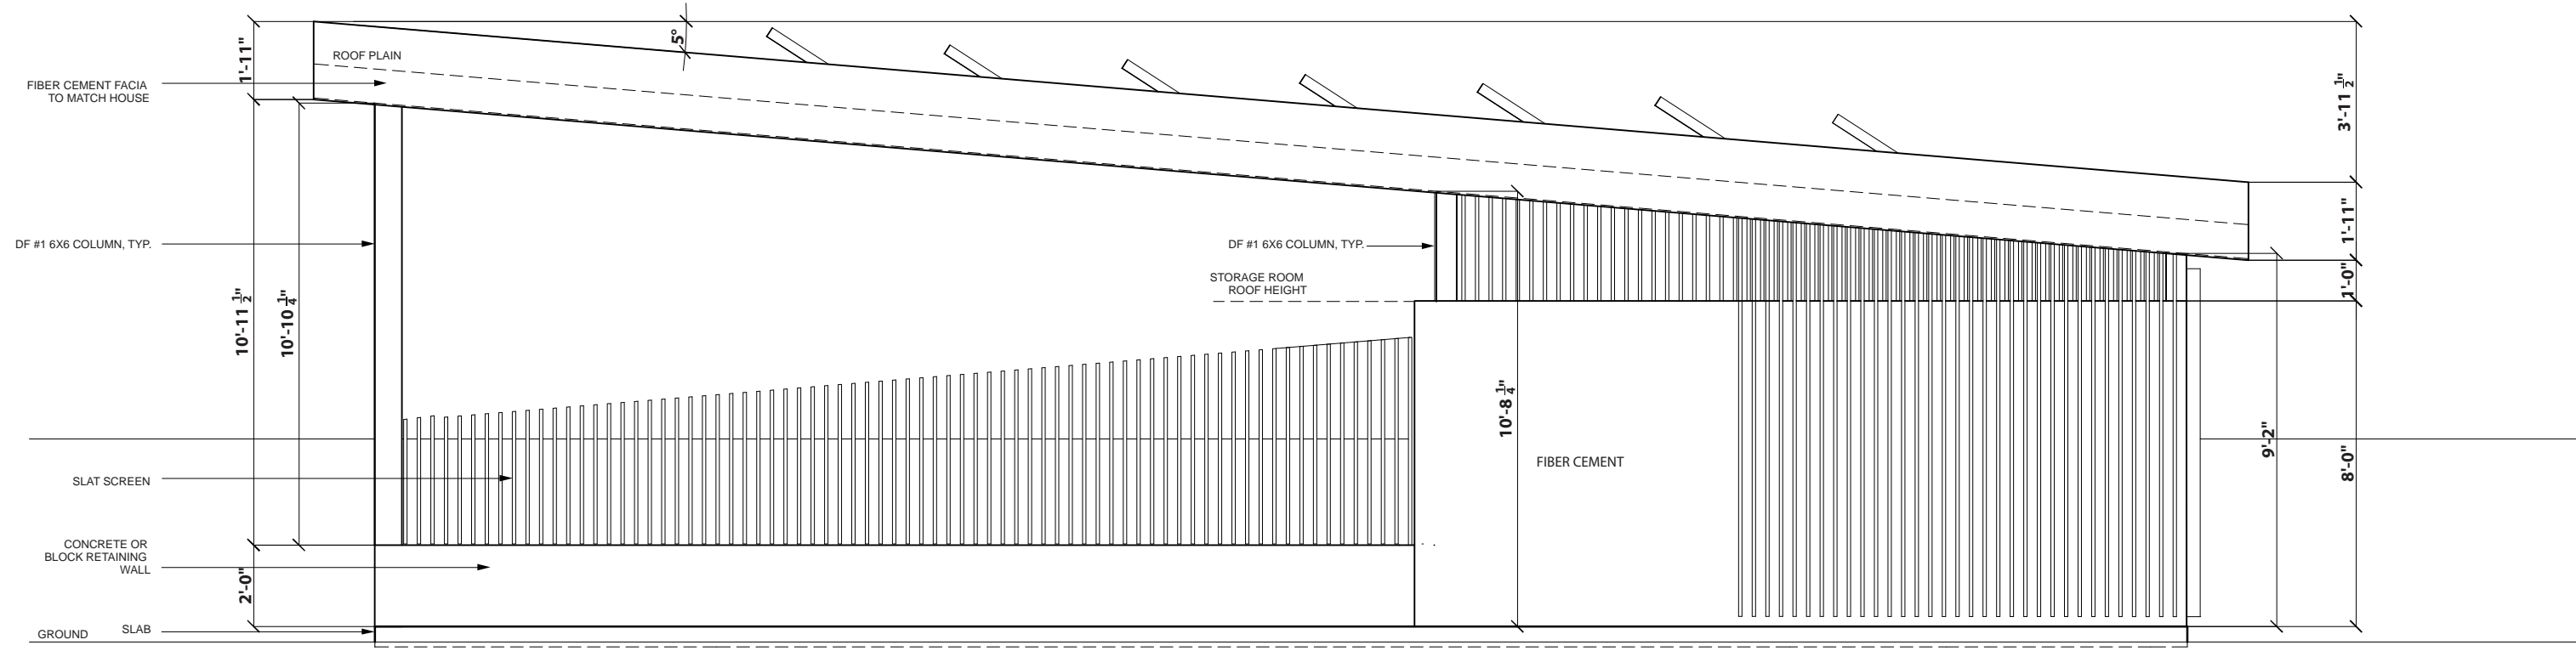 5°
1'-11"
ROOF PLAIN
FIBER CEMENT FACIA
TO MATCH HOUSE
3'-11 1/2"
DF #1 6X6 COLUMN, TYP.
DF #1 6X6 COLUMN, TYP.
1'-11"
STORAGE ROOM
ROOF HEIGHT
1'-0"
10'-11 1/2"
10'-10 1/4"
10'-8 1/4"
FIBER CEMENT
9'-2"
8'-0"
SLAT SCREEN
CONCRETE OR
BLOCK RETAINING
WALL
2'-0"
SLAB
GROUND